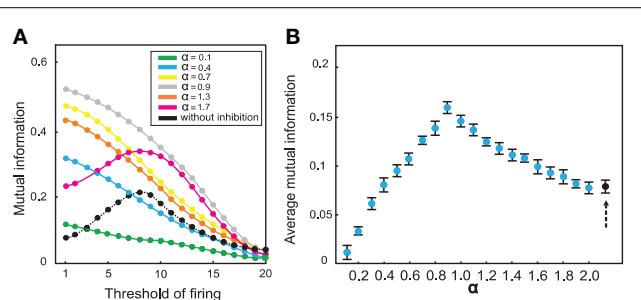 A
Mutual information
0.6
0.4
0.2
0
1
5
10
15
20
Threshold of firing
α = 0.1
α = 0.4
α = 0.7
α = 0.9
α = 1.3
α = 1.7
without inhibition
B
Average mutual information
0.2
0.15
0.10
0.05
0
0.2 0.4 0.6 0.8 1.0 1.2 1.4 1.6 1.8 2.0
α